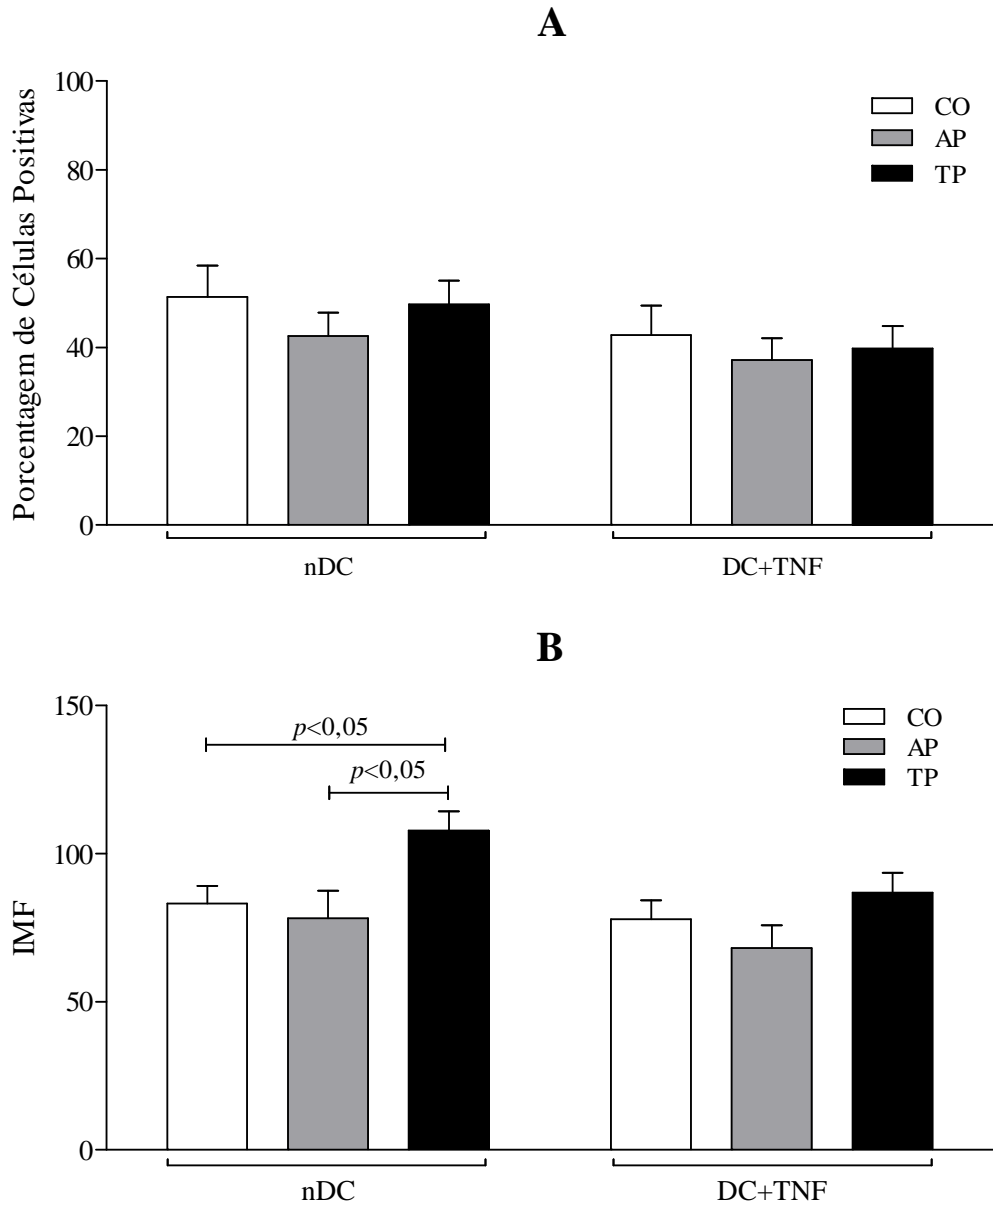 A
Porcentagem de Células Positivas
100
80
60
40
20
0
CO
AP
TP
nDC
DC+TNF
B
IMF
150
100
50
0
p<0,05
p<0,05
CO
AP
TP
nDC
DC+TNF